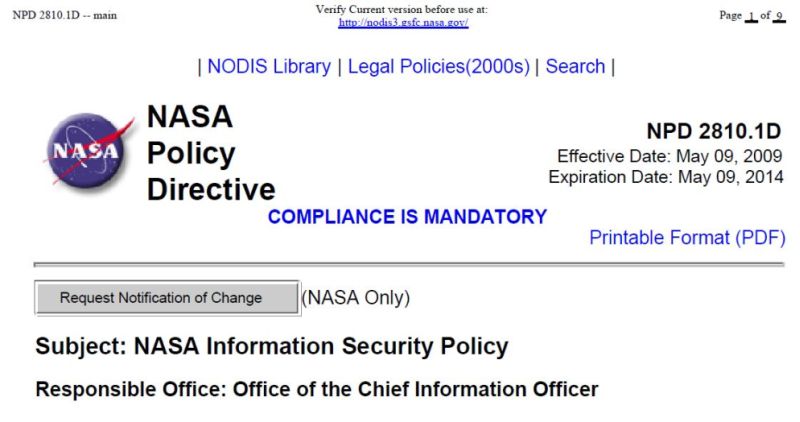 NPD 2810.1D -- main
Verify Current version before use at:
http://nodis3.gsfc.nasa.gov/
Page 1 of 9
| NODIS Library | Legal Policies(2000s) | Search |
NASA
NASA
Policy
Directive
NPD 2810.1D
Effective Date: May 09, 2009
Expiration Date: May 09, 2014
COMPLIANCE IS MANDATORY
Printable Format (PDF)
Request Notification of Change (NASA Only)
Subject: NASA Information Security Policy
Responsible Office: Office of the Chief Information Officer